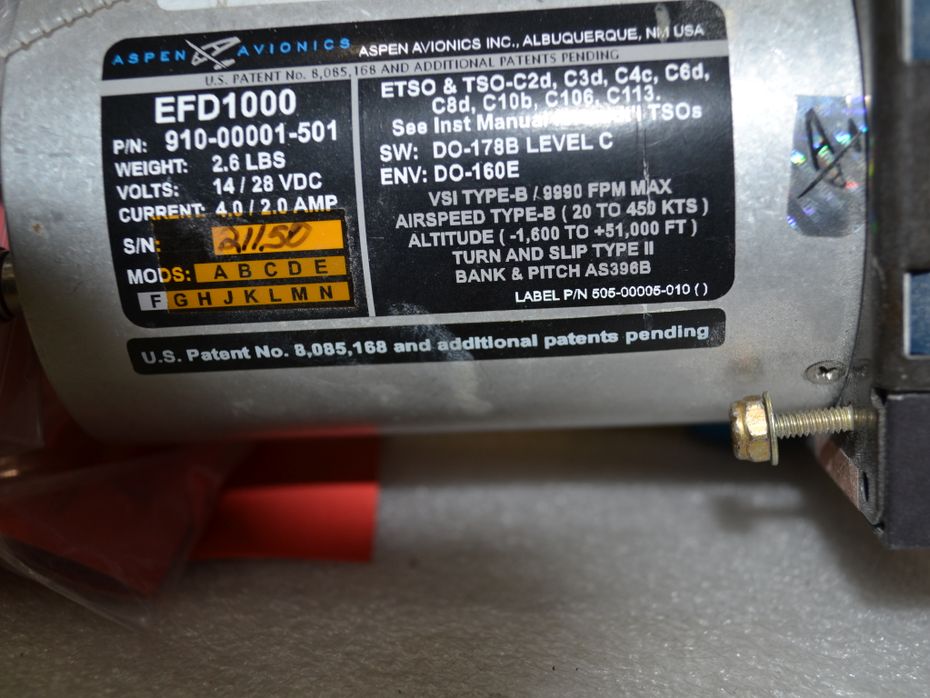 ASPEN AVIONICS
ASPEN AVIONICS INC., ALBUQUERQUE, NM USA
U.S. PATENT No. 8,085,168 AND ADDITIONAL PATENTS PENDING
EFD1000
P/N: 910-00001-501
WEIGHT: 2.6 LBS
VOLTS: 14 / 28 VDC
CURRENT: 4.0 / 2.0 AMP
S/N: 21150
MODS: A B C D E
F G H J K L M N
ETSO & TSO-C2d, C3d, C4c, C6d,
C8d, C10b, C106, C113.
See Inst Manual TSOs
SW: DO-178B LEVEL C
ENV: DO-160E
VSI TYPE-B / 9990 FPM MAX
AIRSPEED TYPE-B ( 20 TO 450 KTS )
ALTITUDE ( -1,600 TO +51,000 FT )
TURN AND SLIP TYPE II
BANK & PITCH AS396B
LABEL P/N 505-00005-010 ( )
U.S. Patent No. 8,085,168 and additional patents pending